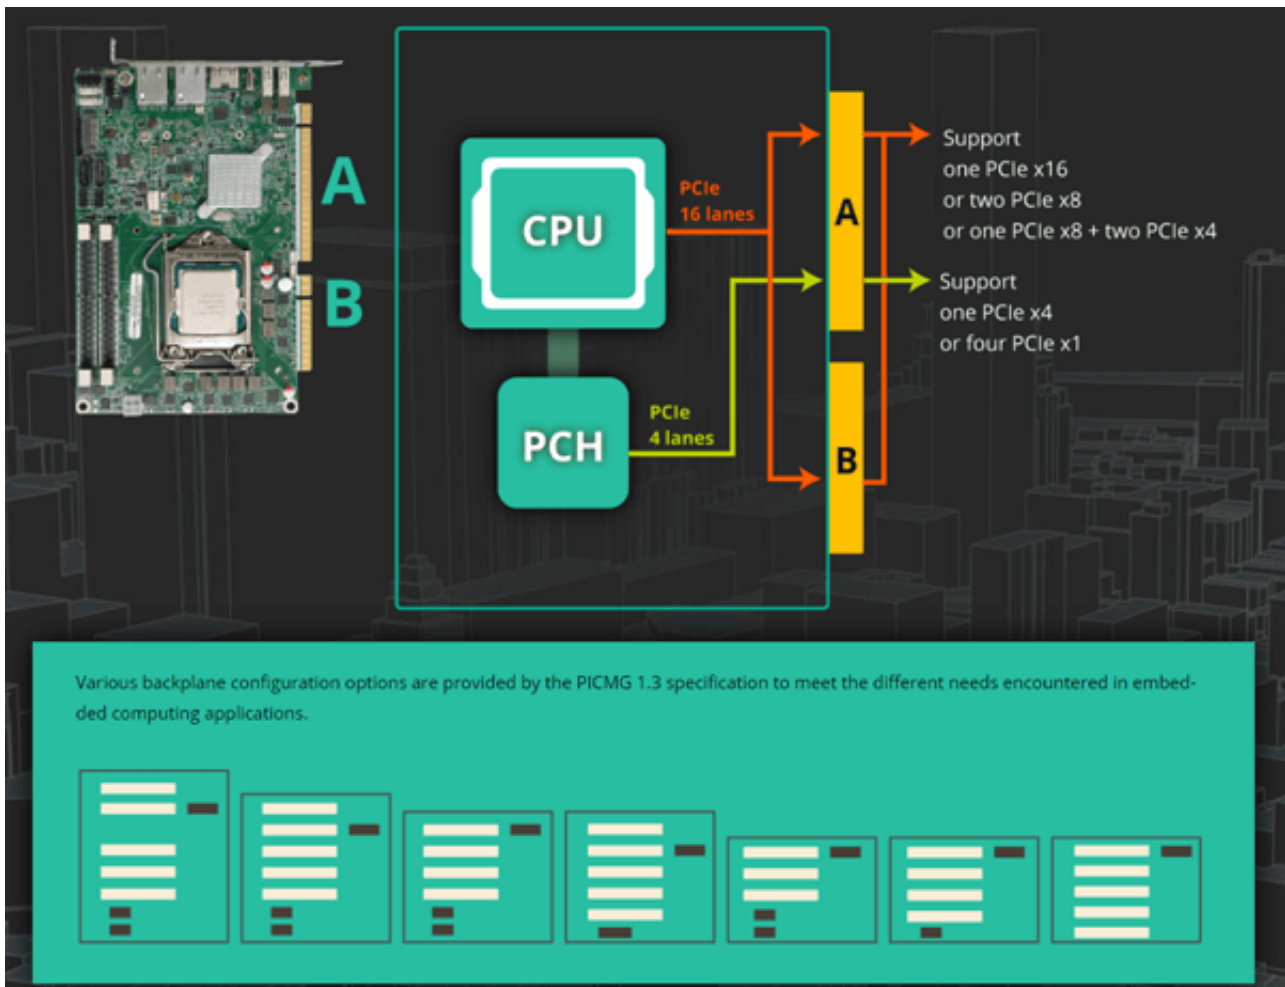 A
B
CPU
PCH
PCIe
16 lanes
PCIe
4 lanes
A
B
Support
one PCIe x16
or two PCIe x8
or one PCIe x8 + two PCIe x4
Support
one PCIe x4
or four PCIe x1
Various backplane configuration options are provided by the PICMG 1.3 specification to meet the different needs encountered in embed-
ded computing applications.